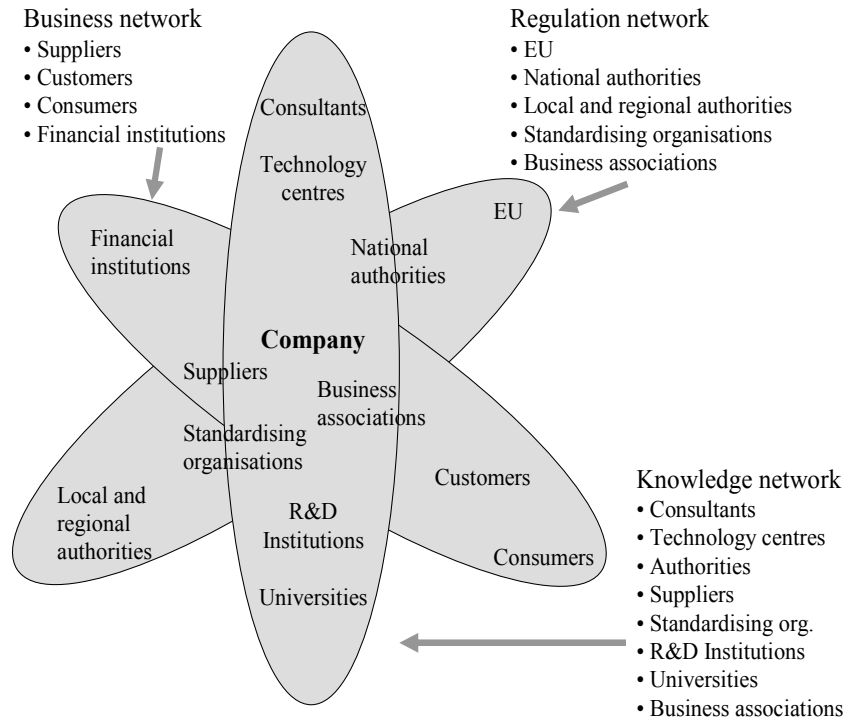 Business network
• Suppliers
• Customers
• Consumers
• Financial institutions
Regulation network
• EU
• National authorities
• Local and regional authorities
• Standardising organisations
• Business associations
Consultants
Technology
centres
EU
Financial
institutions
National
authorities
Company
Suppliers
Business
associations
Standardising
organisations
Customers
Local and
regional
authorities
R&D
Institutions
Consumers
Universities
Knowledge network
• Consultants
• Technology centres
• Authorities
• Suppliers
• Standardising org.
• R&D Institutions
• Universities
• Business associations